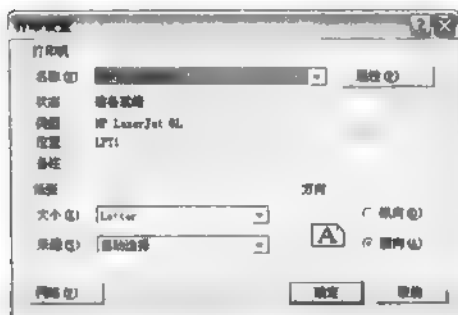 打印机
名称(N)
属性(P)
状态 准备就绪
类型 HP LaserJet 6L
位置 LPT1
备注
纸张
方向
大小(Z) Letter
纵向(O)
来源(S) 自动选择
横向(A)
网络(W)
确定
取消